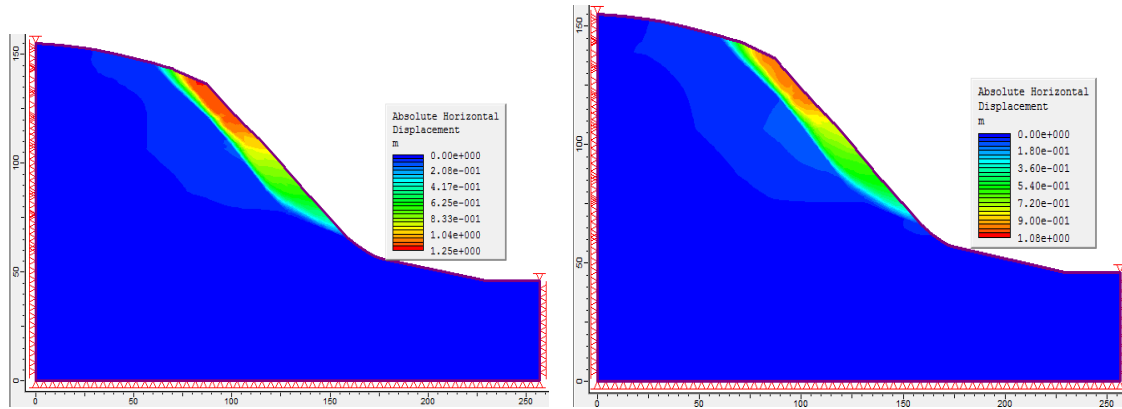 150
100
50
0
0
50
100
150
200
250
Absolute Horizontal
Displacement
m
0.00e+000
2.08e-001
4.17e-001
6.25e-001
8.33e-001
1.04e+000
1.25e+000
150
100
50
0
0
50
100
150
200
250
Absolute Horizontal
Displacement
m
0.00e+000
1.80e-001
3.60e-001
5.40e-001
7.20e-001
9.00e-001
1.08e+000